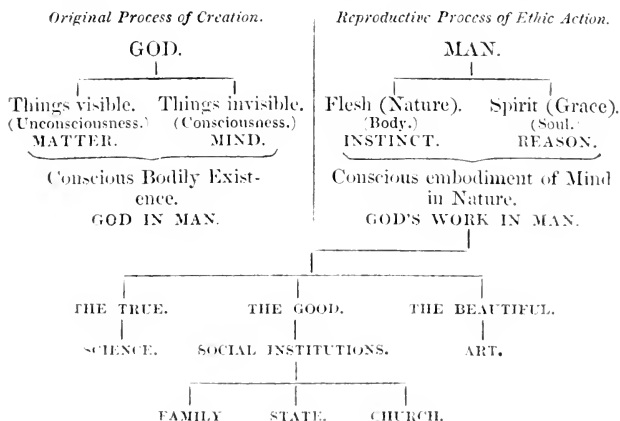 Original Process of Creation.
GOD.
Things visible. Things invisible.
(Unconsciousness.) (Consciousness.)
MATTER. MIND.
Conscious Bodily Exist-
ence.
GOD IN MAN.
Reproductive Process of Ethic Action.
MAN.
Flesh (Nature). Spirit (Grace).
(Body.) (Soul.
INSTINCT. REASON.
Conscious embodiment of Mind
in Nature.
GOD'S WORK IN MAN.
THE TRUE. THE GOOD. THE BEAUTIFUL.
SCIENCE. SOCIAL INSTITUTIONS. ART.
FAMILY STATE. CHURCH.